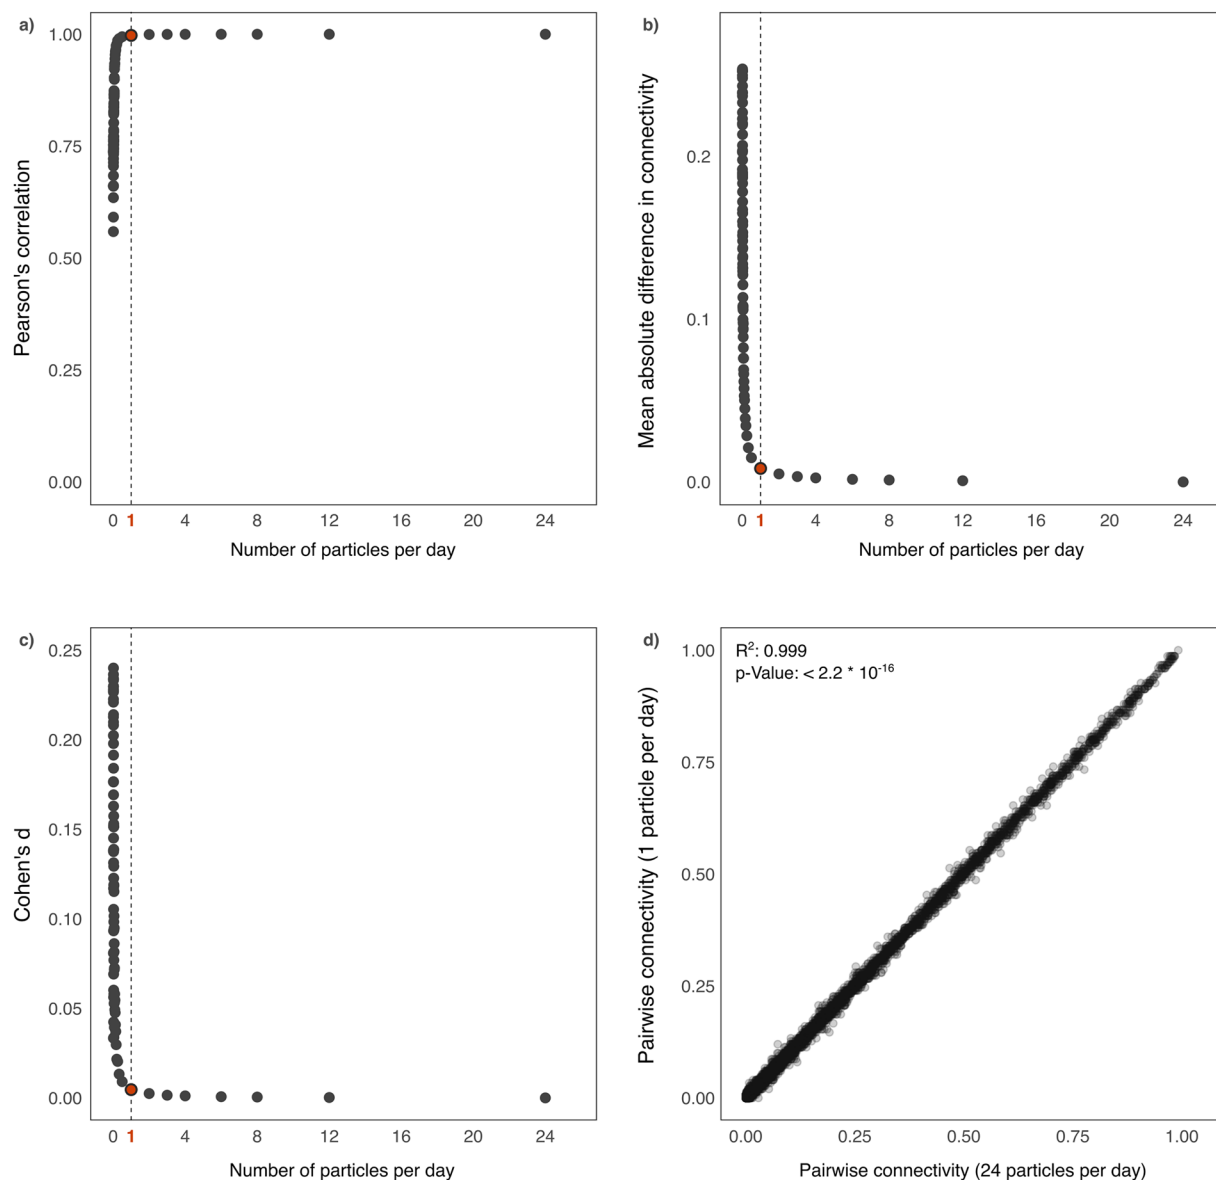 a)
1.00
0.75
0.50
0.25
0.00
Pearson's correlation
0 1 4 8 12 16 20 24
Number of particles per day
b)
0.2
0.1
0.0
Mean absolute difference in connectivity
0 1 4 8 12 16 20 24
Number of particles per day
c)
0.25
0.20
0.15
0.10
0.05
0.00
Cohen's d
0 1 4 8 12 16 20 24
Number of particles per day
d)
R²: 0.999
p-Value: < 2.2 * 10⁻¹⁶
1.00
0.75
0.50
0.25
0.00
Pairwise connectivity (1 particle per day)
0.00 0.25 0.50 0.75 1.00
Pairwise connectivity (24 particles per day)